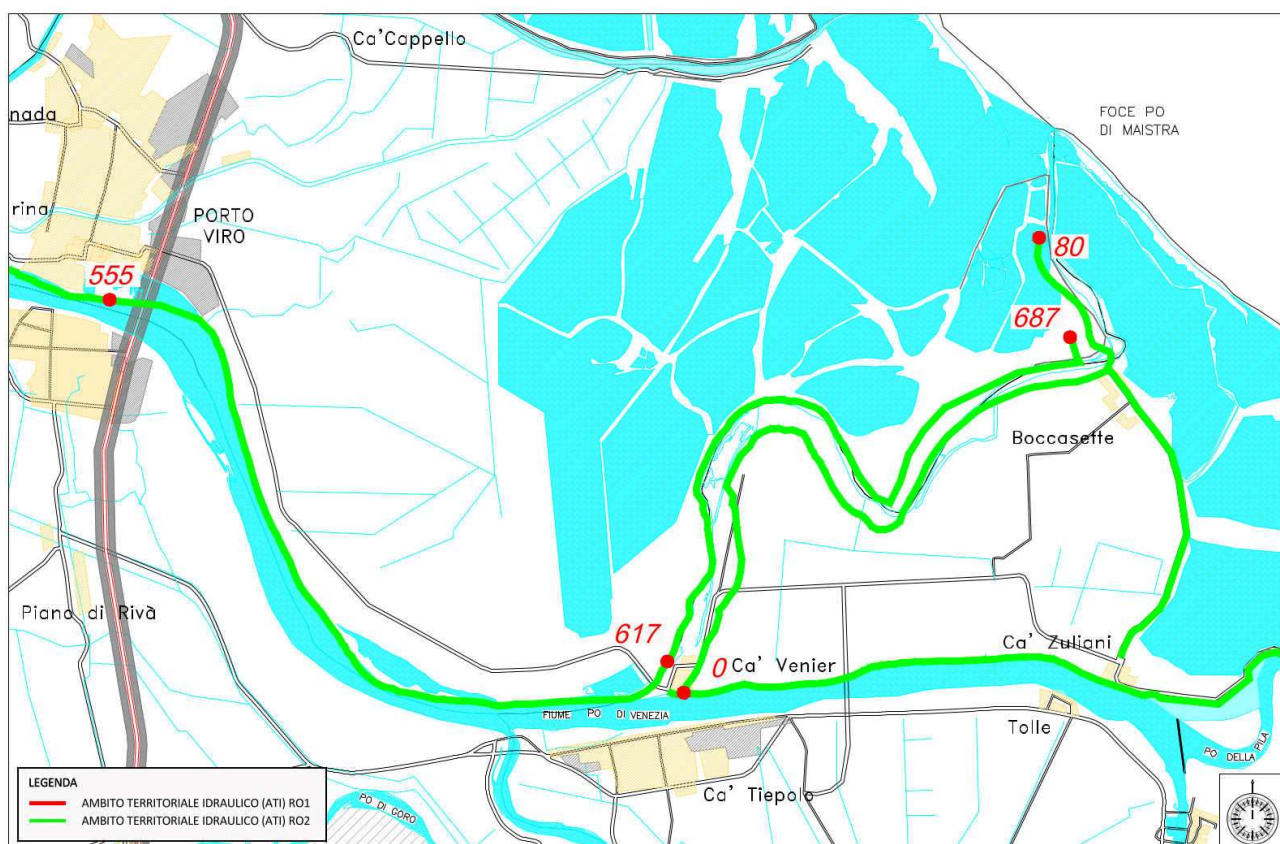 Ca'Cappello
nada
FOCE PO
DI MAISTRA
rina
PORTO
VIRO
80
555
687
Boccasette
Piano di Rivà
617
0
Ca' Venier
Ca' Zuliani
FIUME PO DI VENEZIA
Tolle
PO DELLA PILA
Ca' Tiepolo
PO DI GORO
LEGENDA
AMBITO TERRITORIALE IDRAULICO (ATI) RO1
AMBITO TERRITORIALE IDRAULICO (ATI) RO2